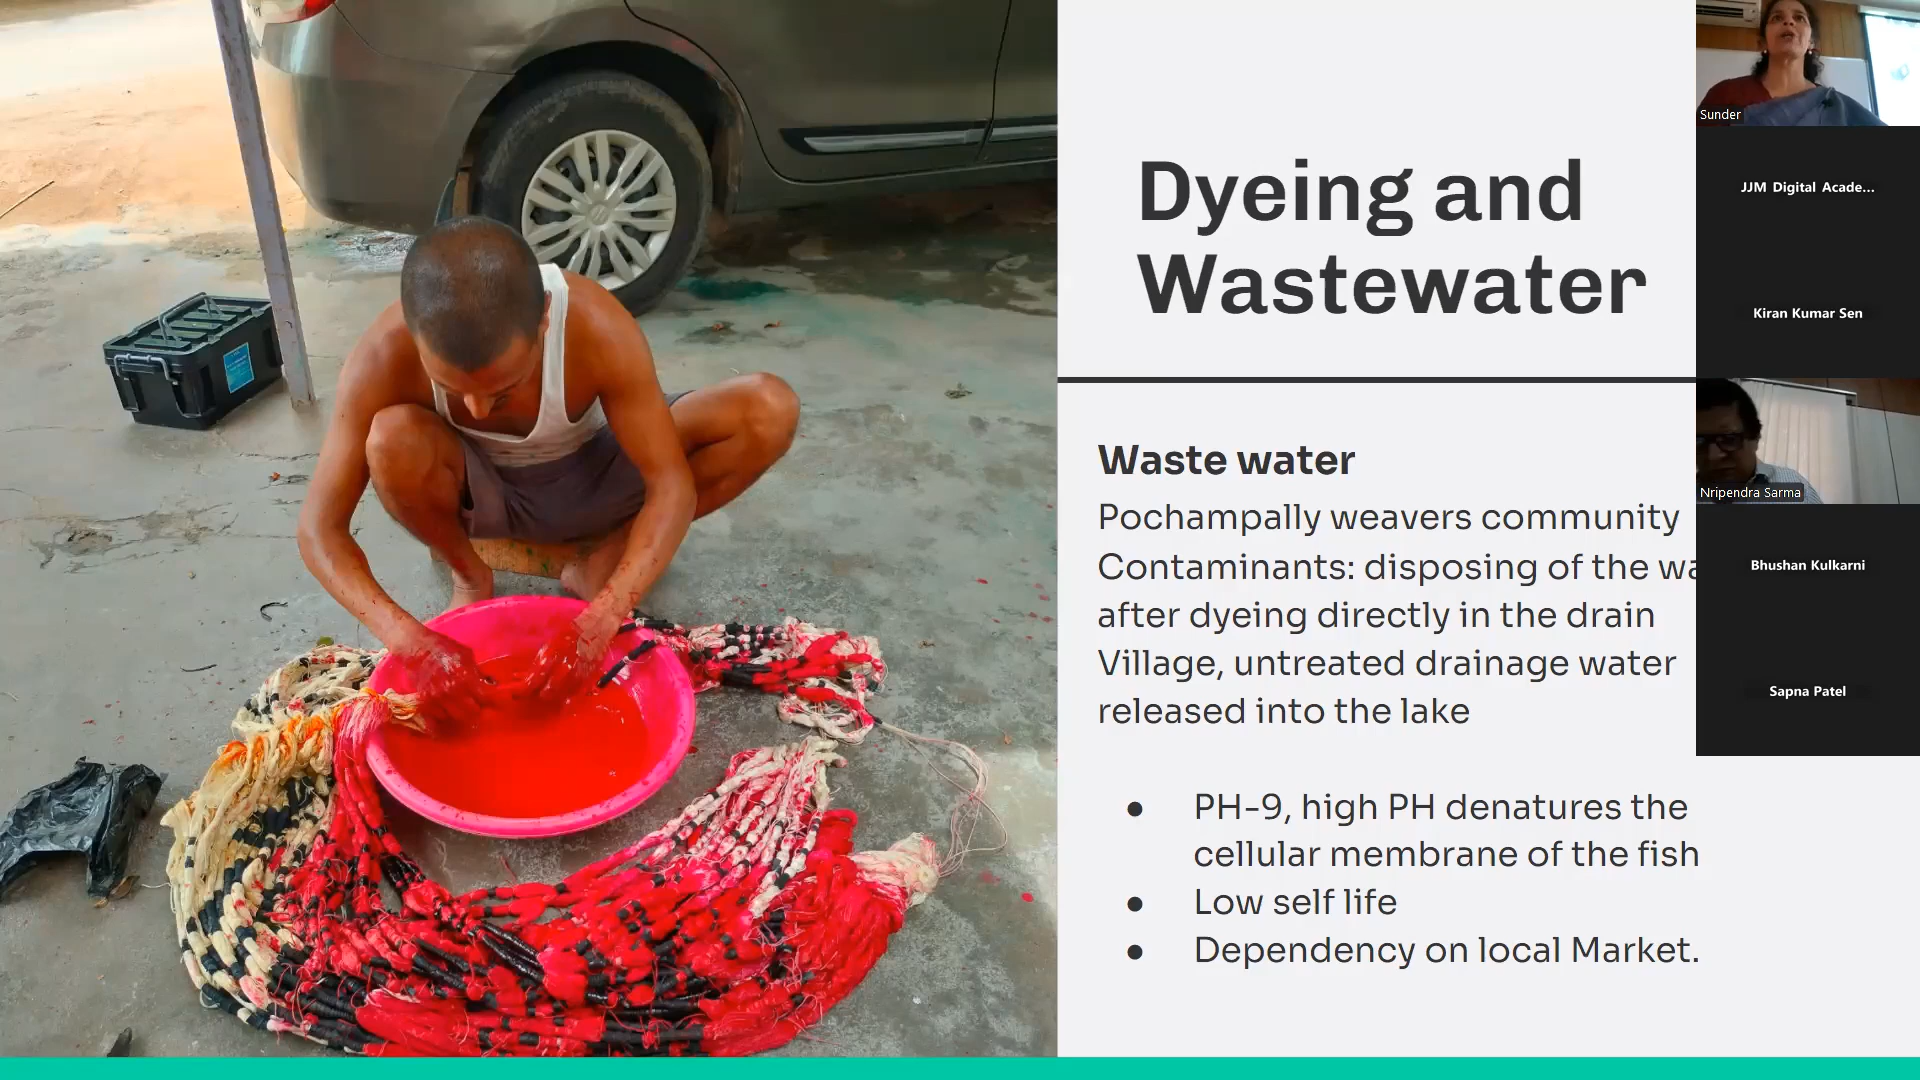 Dyeing and
Wastewater
Waste water
Pochampally weavers community
Contaminants: disposing of the
after dyeing directly in the drain
Village, untreated drainage water
released into the lake
● PH-9, high PH denatures the
cellular membrane of the fish
● Low self life
● Dependency on local Market.
Sunder
JJM Digital Acade...
Kiran Kumar Sen
Nripendra Sarma
Bhushan Kulkarni
Sapna Patel